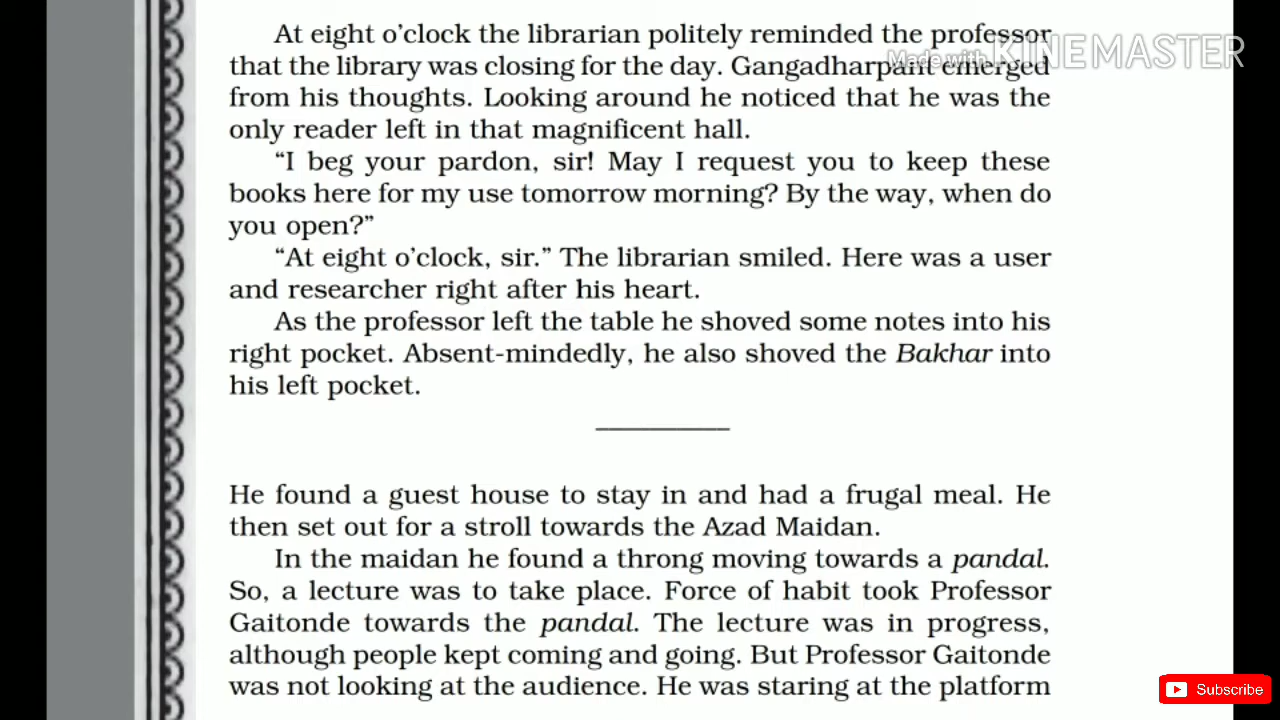 At eight o’clock the librarian politely reminded the professor
Made with KINEMASTER
that the library was closing for the day. Gangadharpant emerged
from his thoughts. Looking around he noticed that he was the
only reader left in that magnificent hall.
“I beg your pardon, sir! May I request you to keep these
books here for my use tomorrow morning? By the way, when do
you open?”
“At eight o’clock, sir.” The librarian smiled. Here was a user
and researcher right after his heart.
As the professor left the table he shoved some notes into his
right pocket. Absent-mindedly, he also shoved the Bakhar into
his left pocket.
He found a guest house to stay in and had a frugal meal. He
then set out for a stroll towards the Azad Maidan.
In the maidan he found a throng moving towards a pandal.
So, a lecture was to take place. Force of habit took Professor
Gaitonde towards the pandal. The lecture was in progress,
although people kept coming and going. But Professor Gaitonde
was not looking at the audience. He was staring at the platform
Subscribe